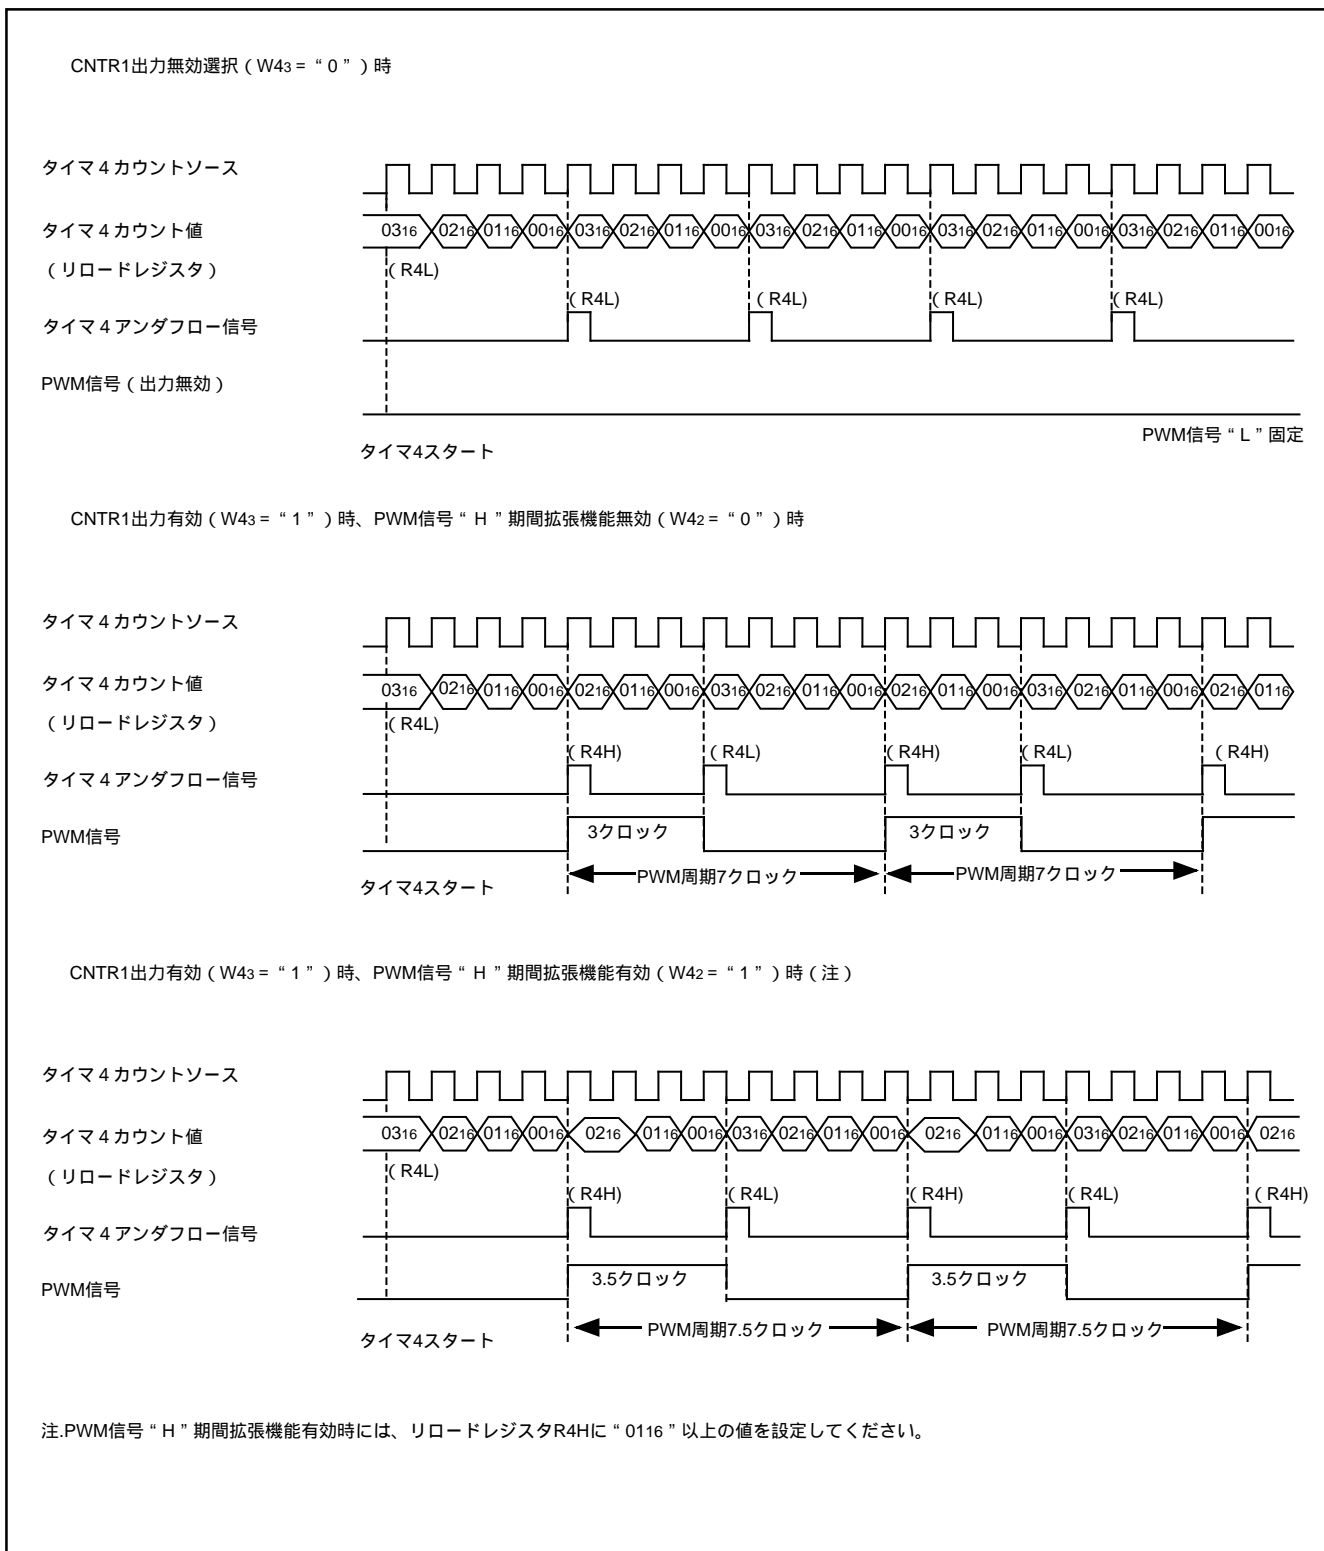 CNTR1出力無効選択（W43 = “ 0 ”）時
タイマ４カウントソース
タイマ４カウント値
0316 0216 0116 0016 0316 0216 0116 0016 0316 0216 0116 0016 0316 0216 0116 0016 0316 0216 0116 0016
（リロードレジスタ）
（R4L)
（R4L) （R4L) （R4L) （R4L)
タイマ４アンダフロー信号
PWM信号（出力無効）
PWM信号“ L ”固定
タイマ4スタート
CNTR1出力有効（W43 = “ 1 ”）時、PWM信号“ H ”期間拡張機能無効（W42 = “ 0 ”）時
タイマ４カウントソース
タイマ４カウント値
0316 0216 0116 0016 0216 0116 0016 0316 0216 0116 0016 0216 0116 0016 0316 0216 0116 0016 0216 0116
（リロードレジスタ）
（R4L)
（R4H) （R4L) （R4H) （R4L) （R4H)
タイマ４アンダフロー信号
PWM信号
3クロック 3クロック
PWM周期7クロック PWM周期7クロック
タイマ4スタート
CNTR1出力有効（W43 = “ 1 ”）時、PWM信号“ H ”期間拡張機能有効（W42 = “ 1 ”）時（注）
タイマ４カウントソース
タイマ４カウント値
0316 0216 0116 0016 0216 0116 0016 0316 0216 0116 0016 0216 0116 0016 0316 0216 0116 0016 0216
（リロードレジスタ）
（R4L)
（R4H) （R4L) （R4H) （R4L) （R4H)
タイマ４アンダフロー信号
PWM信号
3.5クロック 3.5クロック
PWM周期7.5クロック PWM周期7.5クロック
タイマ4スタート
注.PWM信号“ H ”期間拡張機能有効時には、リロードレジスタR4Hに“ 0116 ”以上の値を設定してください。